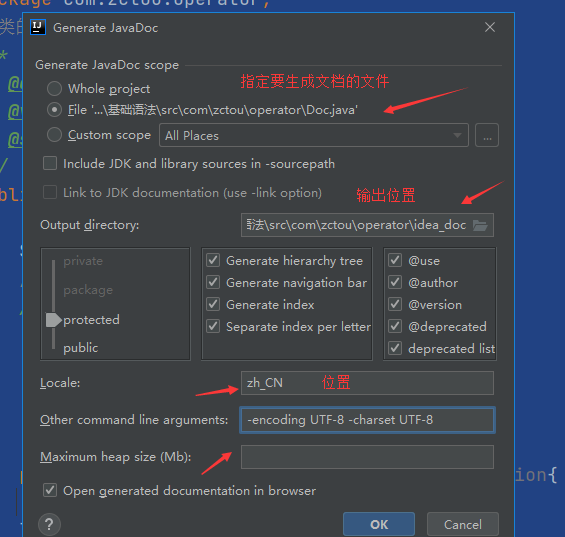 ckage com.zctou.operator;
Generate JavaDoc
类的
*
Generate JavaDoc scope
Whole project
指定要生成文档的文件
File '...\基础语法\src\com\zctou\operator\Doc.java'
Custom scope
All Places
...
Include JDK and library sources in -sourcepath
Link to JDK documentation (use -link option)
输出位置
Output directory:
语法\src\com\zctou\operator\idea_doc
private
package
protected
public
Generate hierarchy tree
Generate navigation bar
Generate index
Separate index per letter
@use
@author
@version
@deprecated
deprecated list
Locale:
zh_CN
位置
Other command line arguments:
-encoding UTF-8 -charset UTF-8
Maximum heap size (Mb):
ion{
Open generated documentation in browser
?
OK
Cancel